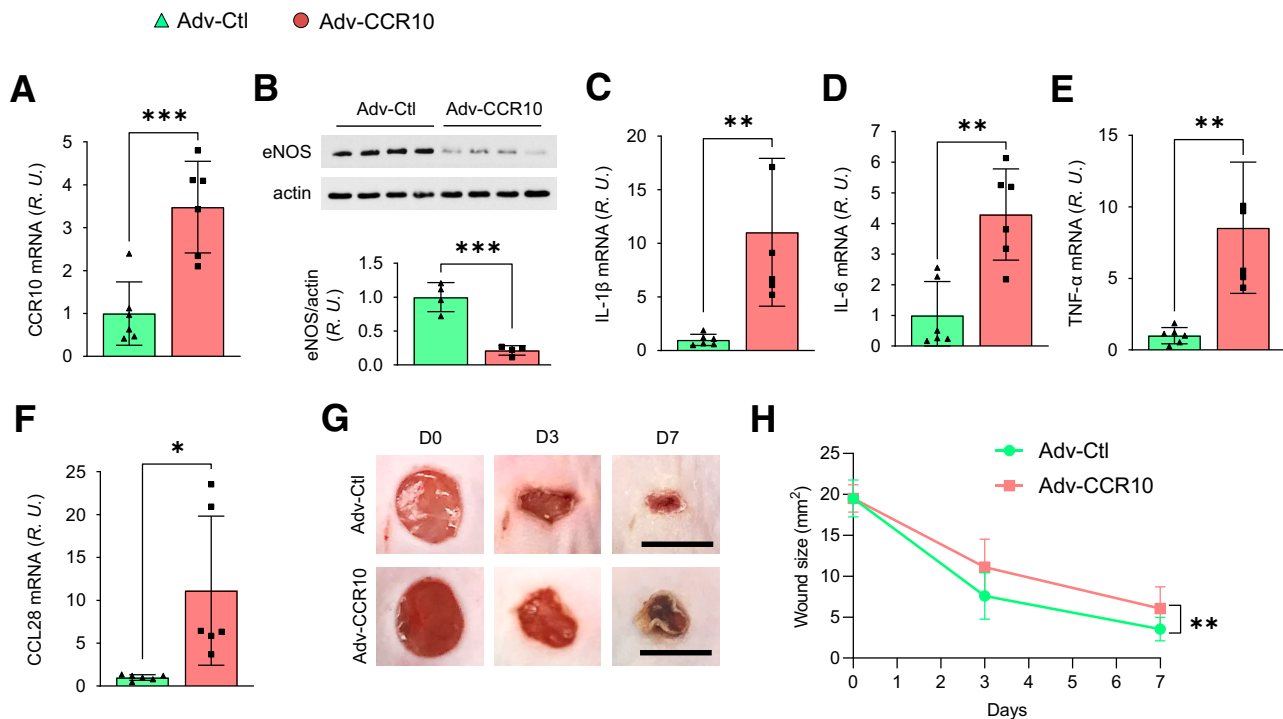 Adv-Ctl Adv-CCR10
A
CCR10 mRNA (R. U.)
5
4
3
2
1
0
***
B
Adv-Ctl Adv-CCR10
eNOS
actin
eNOS/actin
(R. U.)
1.5
1.0
0.5
0.0
***
C
IL-1β mRNA (R. U.)
20
15
10
5
0
**
D
IL-6 mRNA (R. U.)
7
6
5
4
3
2
1
0
**
E
TNF-α mRNA (R. U.)
15
10
5
0
**
F
CCL28 mRNA (R. U.)
25
20
15
10
5
0
*
G
D0 D3 D7
Adv-Ctl
Adv-CCR10
H
Adv-Ctl
Adv-CCR10
Wound size (mm²)
25
20
15
10
5
0
**
0 1 2 3 4 5 6 7
Days